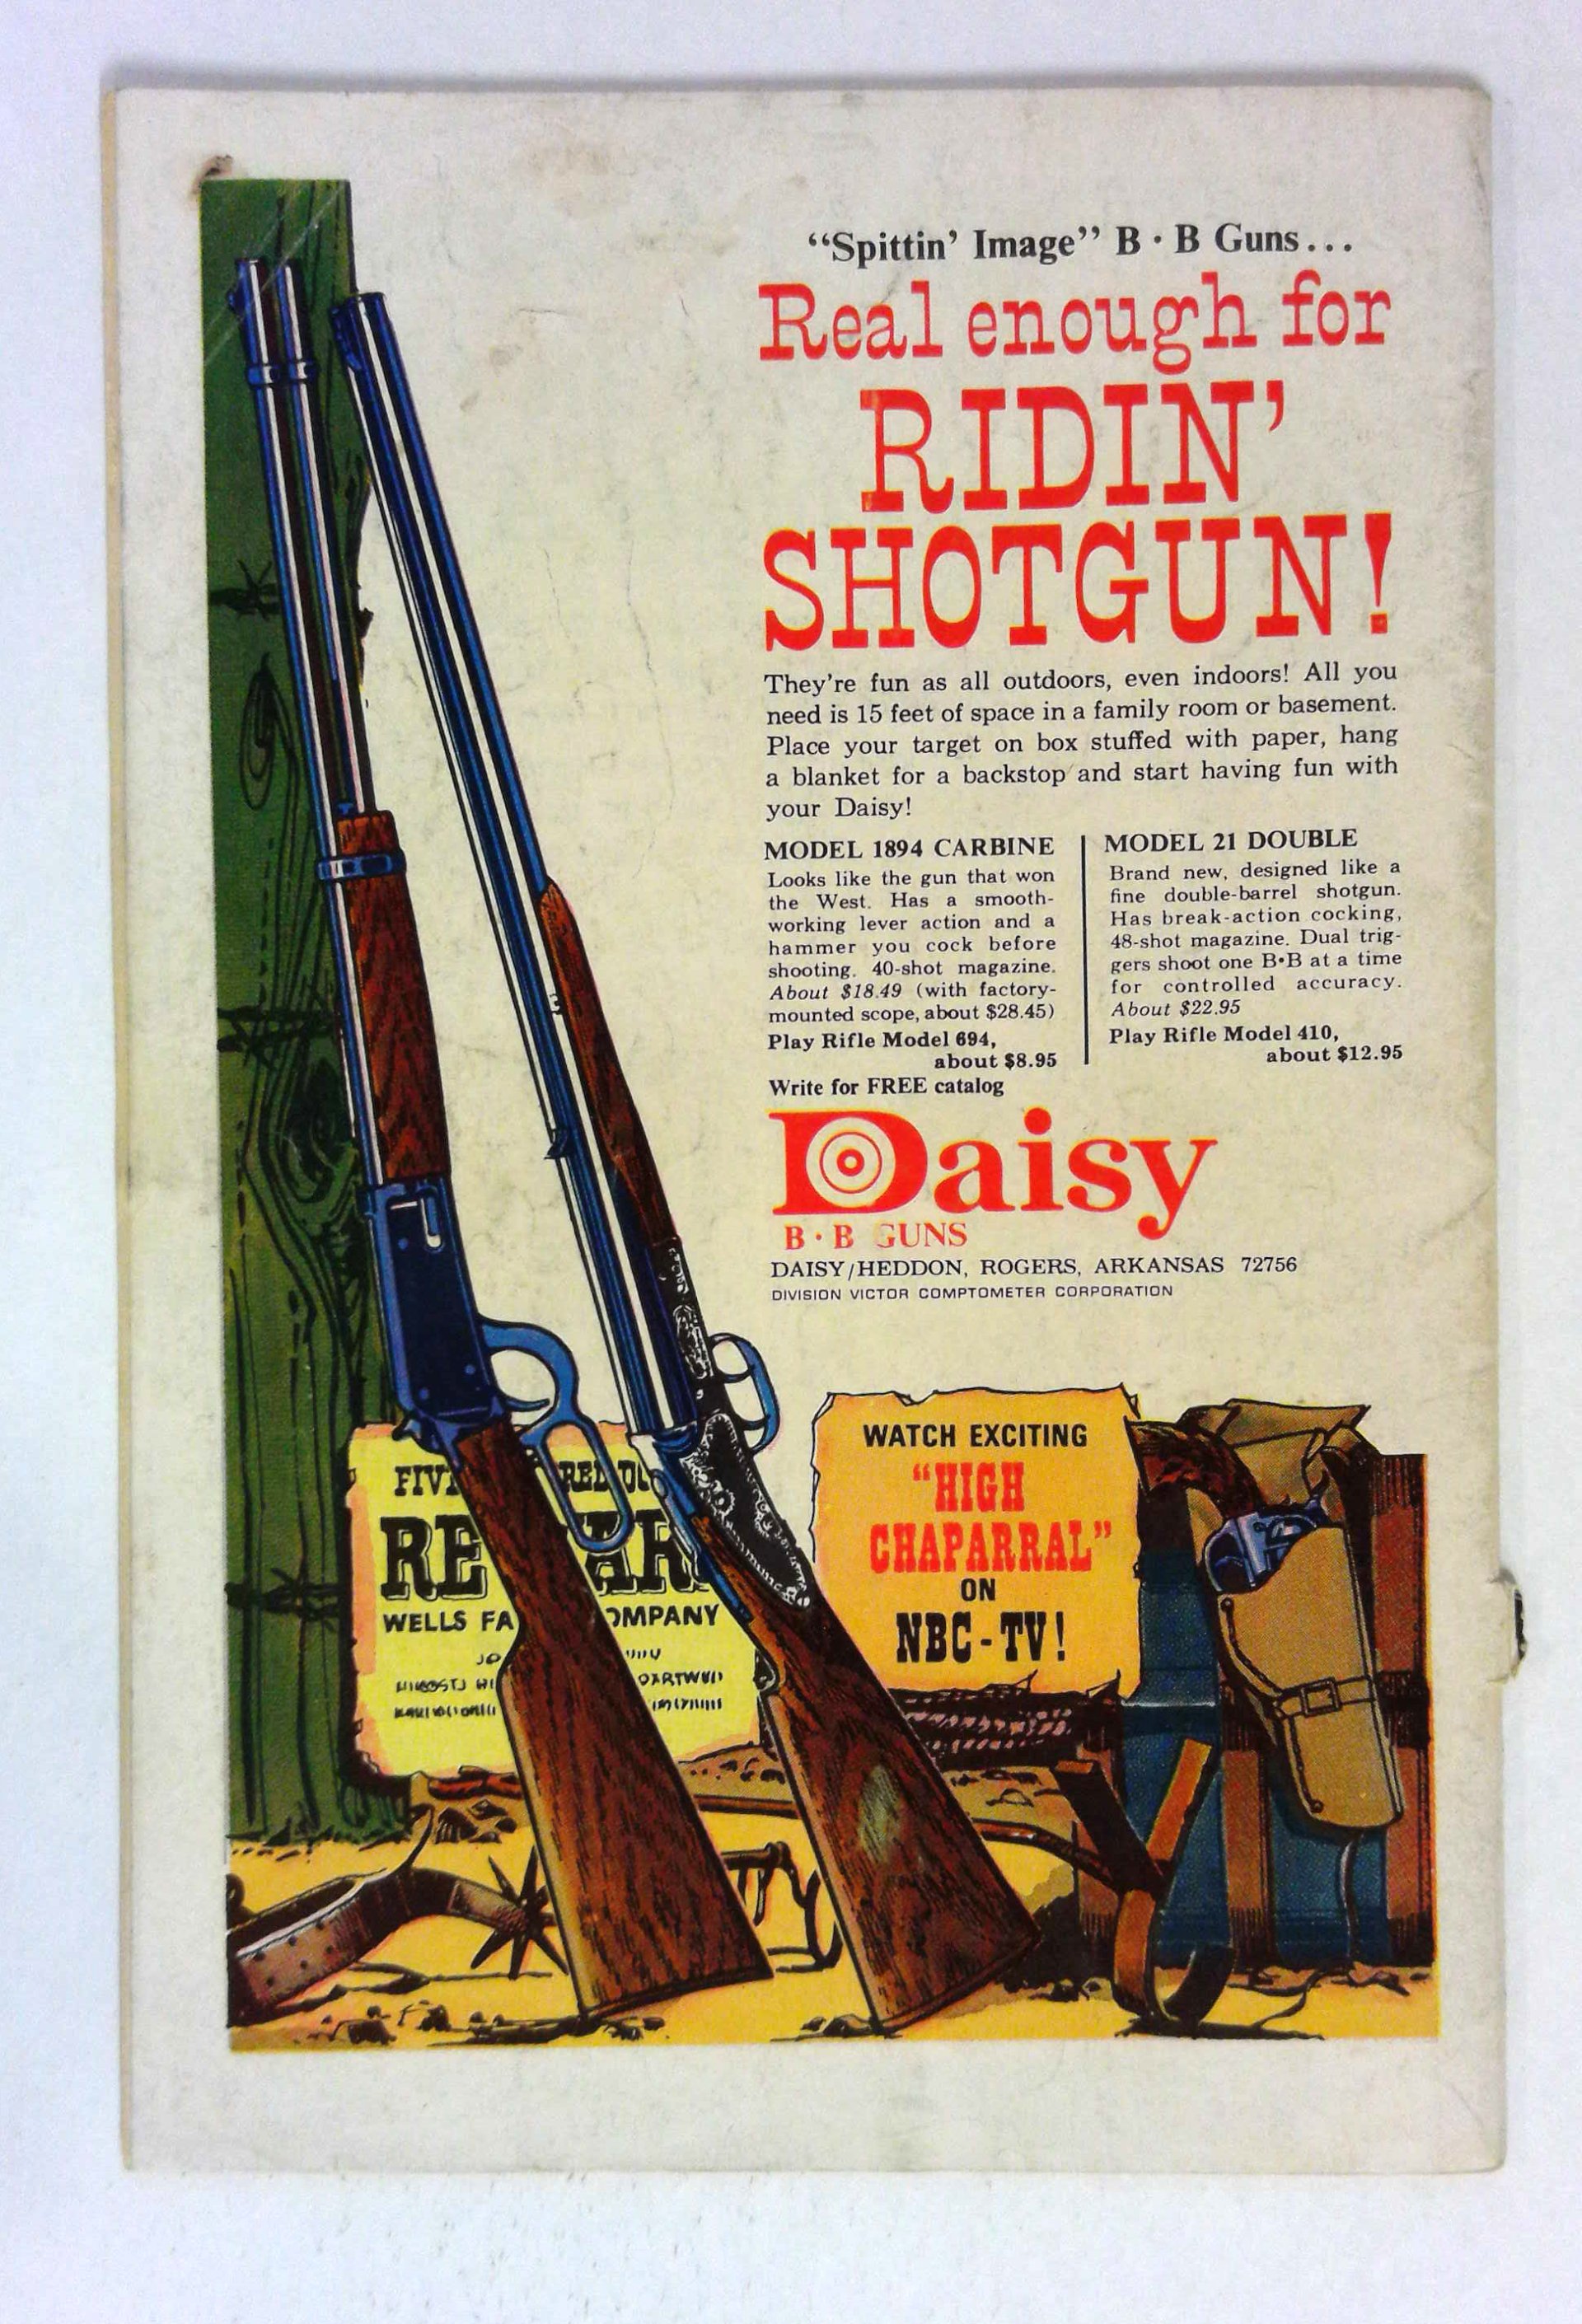 “Spittin’ Image” B · B Guns...
Real enough for
RIDIN’
SHOTGUN!
They're fun as all outdoors, even indoors! All you
need is 15 feet of space in a family room or basement.
Place your target on box stuffed with paper, hang
a blanket for a backstop and start having fun with
your Daisy!
MODEL 1894 CARBINE
Looks like the gun that won
the West. Has a smooth-
working lever action and a
hammer you cock before
shooting. 40-shot magazine.
About $18.49 (with factory-
mounted scope, about $28.45)
Play Rifle Model 694,
about $8.95
MODEL 21 DOUBLE
Brand new, designed like a
fine double-barrel shotgun.
Has break-action cocking,
48-shot magazine. Dual trig-
gers shoot one B•B at a time
for controlled accuracy.
About $22.95
Play Rifle Model 410,
about $12.95
Write for FREE catalog
Daisy
B · B GUNS
DAISY/HEDDON, ROGERS, ARKANSAS 72756
DIVISION VICTOR COMPTOMETER CORPORATION
WATCH EXCITING
“HIGH
CHAPARRAL”
ON
NBC-TV!
WELLS FA OMPANY